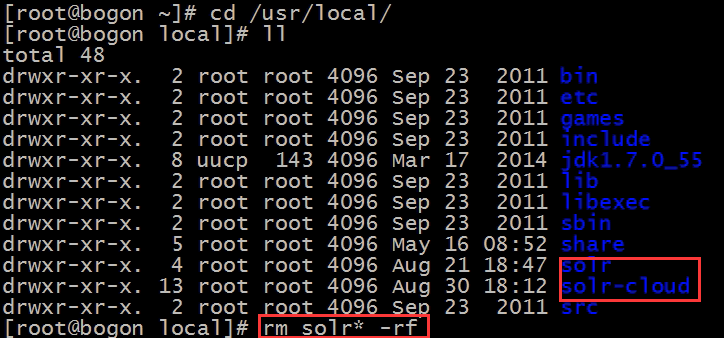 [root@bogon ~]# cd /usr/local/
[root@bogon local]# ll
total 48
drwxr-xr-x.  2 root root 4096 Sep 23  2011 bin
drwxr-xr-x.  2 root root 4096 Sep 23  2011 etc
drwxr-xr-x.  2 root root 4096 Sep 23  2011 games
drwxr-xr-x.  2 root root 4096 Sep 23  2011 include
drwxr-xr-x.  8 uucp  143 4096 Mar 17  2014 jdk1.7.0_55
drwxr-xr-x.  2 root root 4096 Sep 23  2011 lib
drwxr-xr-x.  2 root root 4096 Sep 23  2011 libexec
drwxr-xr-x.  2 root root 4096 Sep 23  2011 sbin
drwxr-xr-x.  5 root root 4096 May 16 08:52 share
drwxr-xr-x.  4 root root 4096 Aug 21 18:47 solr
drwxr-xr-x. 13 root root 4096 Aug 30 18:12 solr-cloud
drwxr-xr-x.  2 root root 4096 Sep 23  2011 src
[root@bogon local]# rm solr* -rf